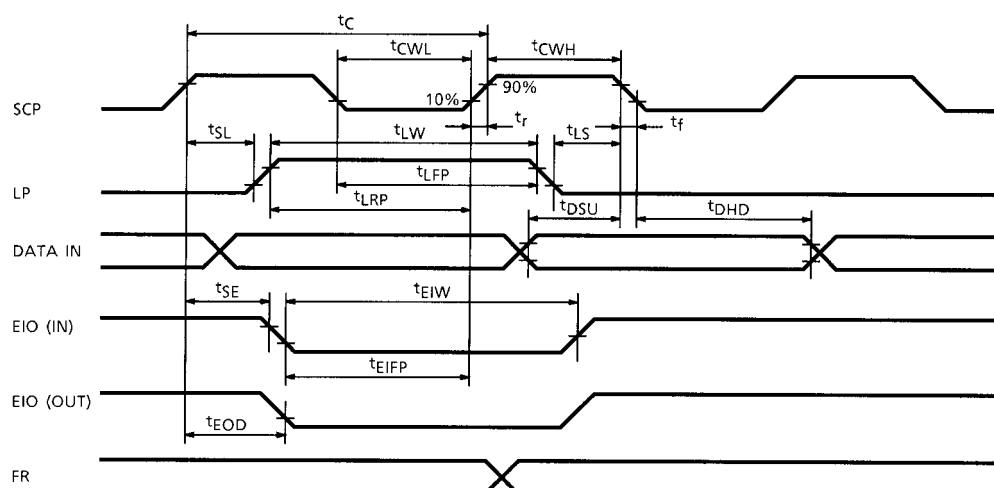 tC
tCWL
tCWH
SCP
10%
90%
tr
tf
tSL
tLW
tLS
LP
tLFP
tLRP
tDSU
tDHD
DATA IN
tSE
tEIW
EIO (IN)
tEIFP
EIO (OUT)
tEOD
FR